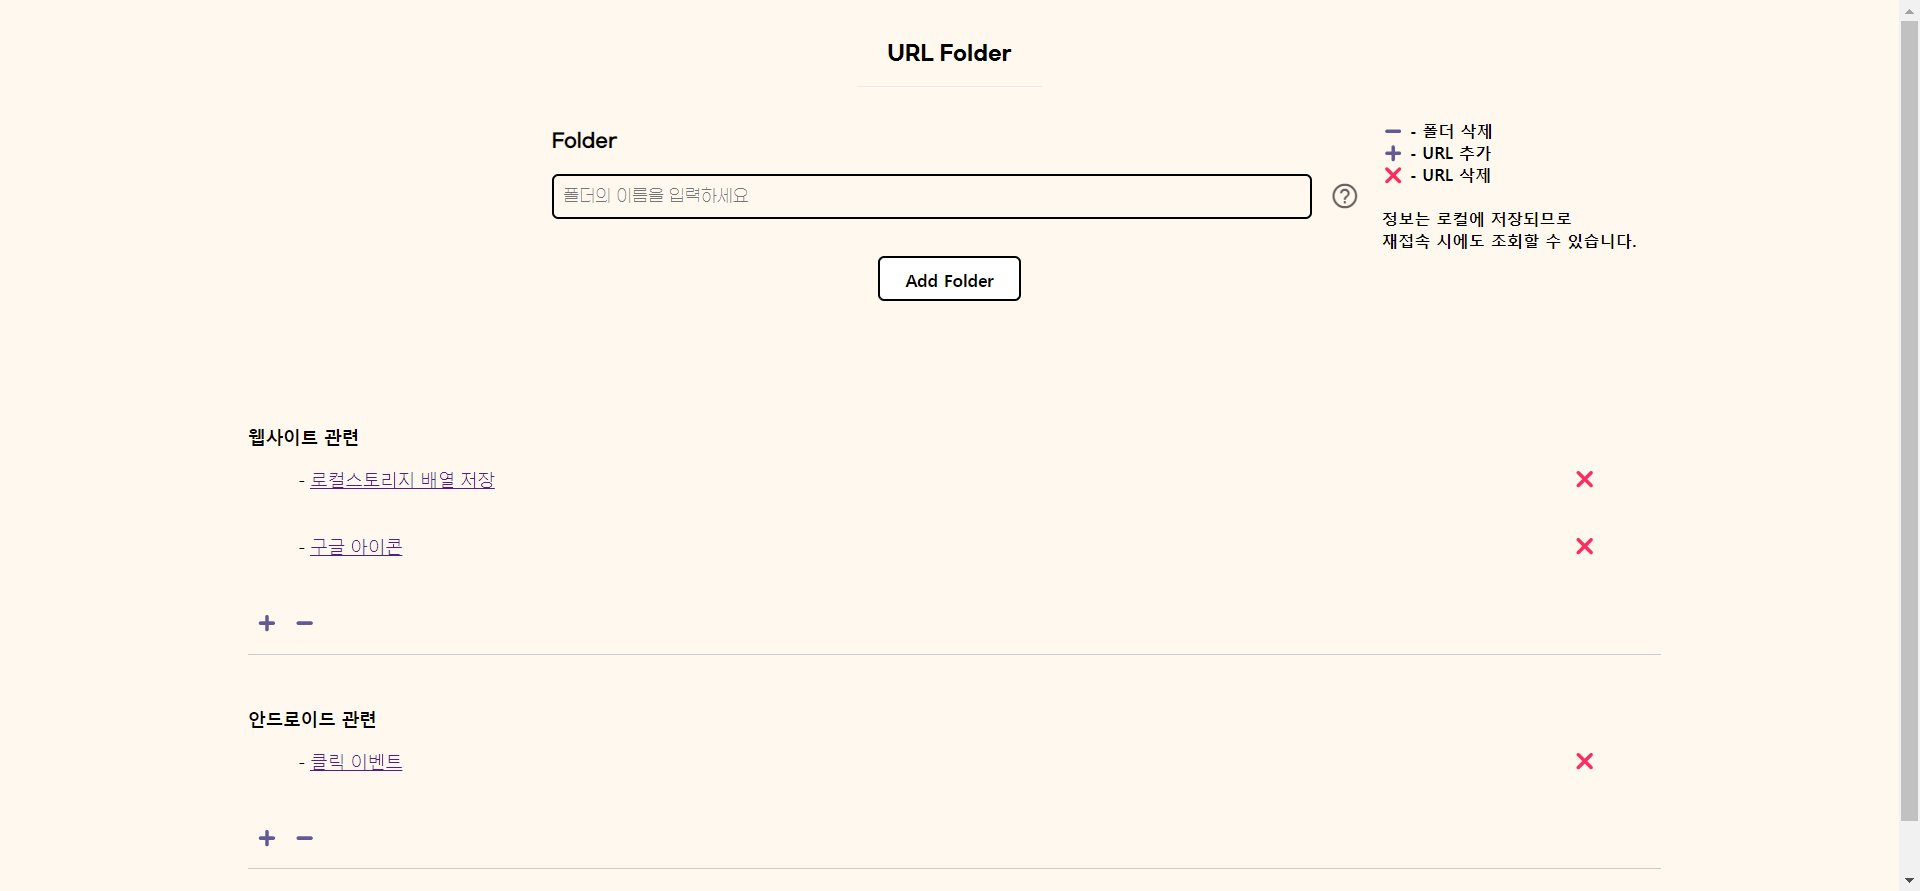 URL Folder
Folder
- 폴더 삭제
- URL 추가
- URL 삭제
폴더의 이름을 입력하세요
정보는 로컬에 저장되므로
재접속 시에도 조회할 수 있습니다.
Add Folder
웹사이트 관련
- 로컬스토리지 배열 저장
- 구글 아이콘
안드로이드 관련
- 클릭 이벤트